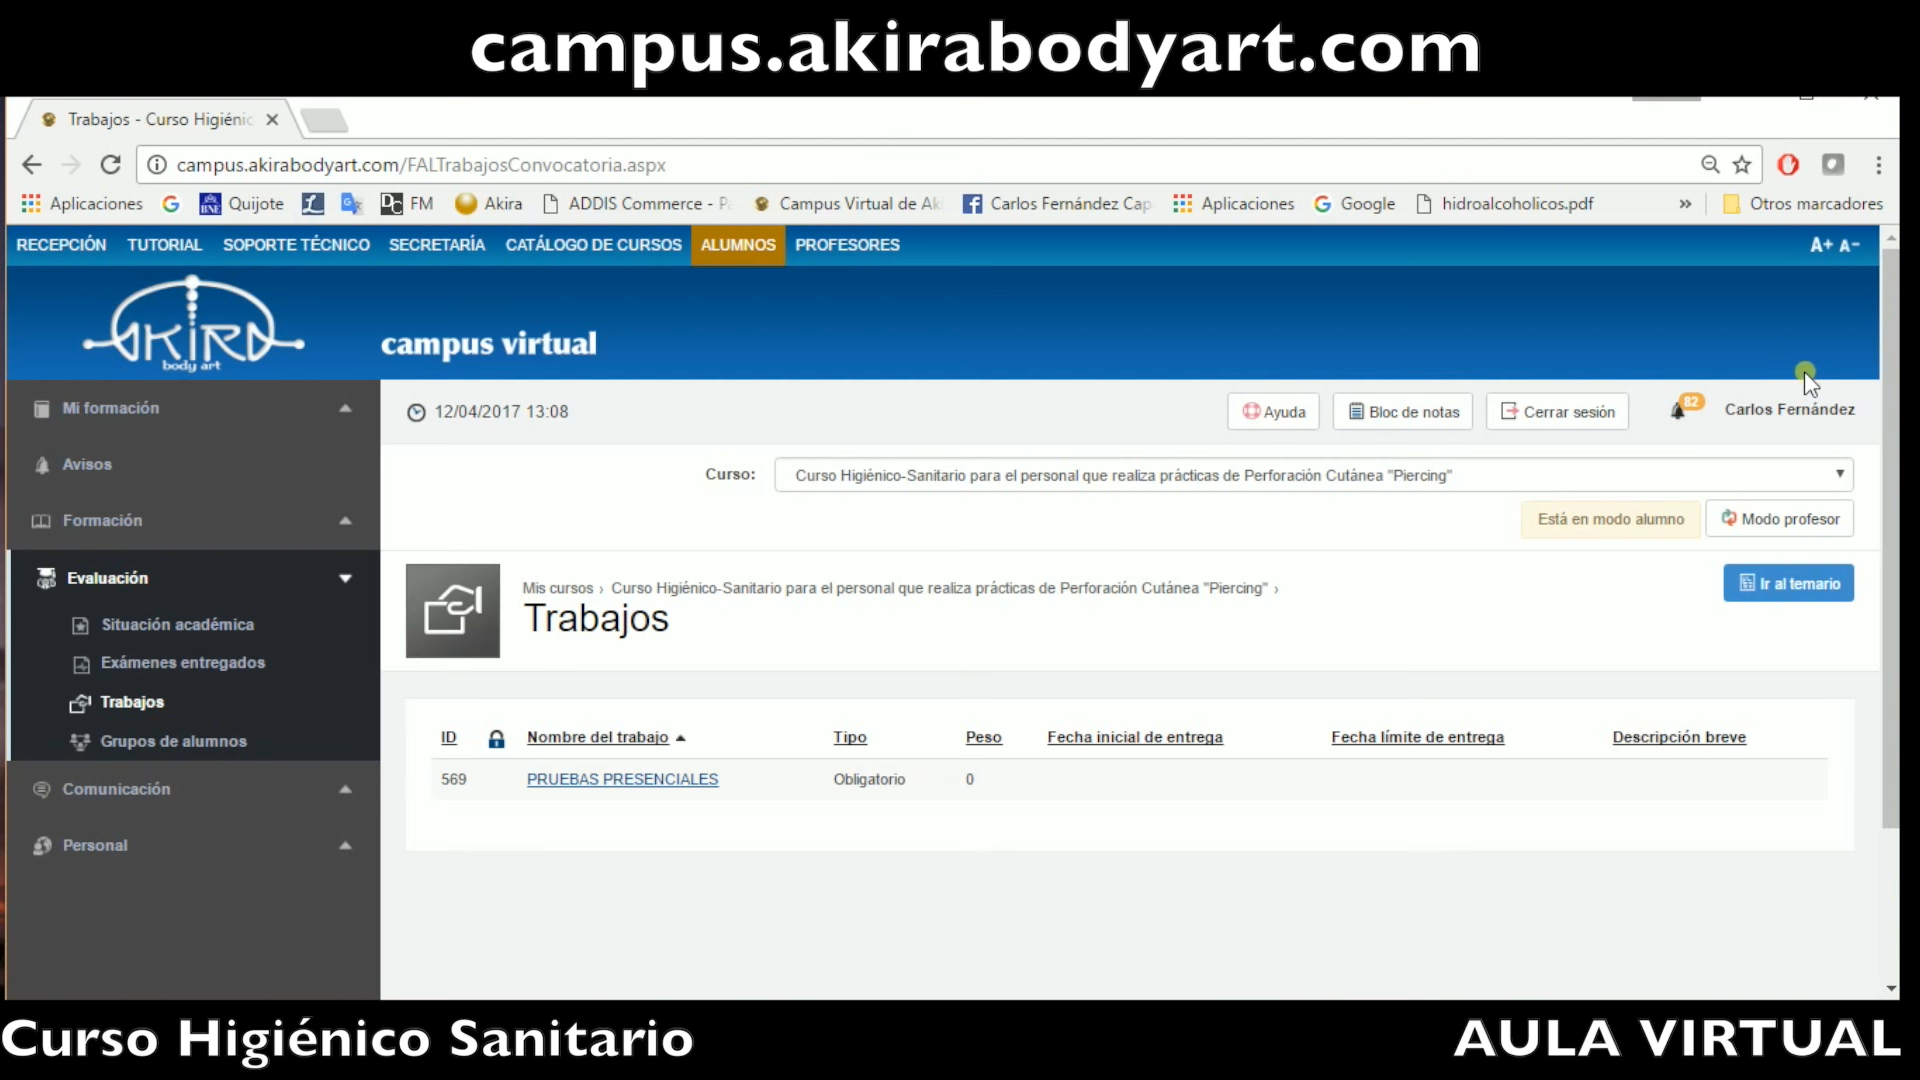 campus.akirabodyart.com
Trabajos - Curso Higiénic
campus.akirabodyart.com/FALTrabajosConvocatoria.aspx
Aplicaciones Quijote FM Akira ADDIS Commerce - Campus Virtual de Ak Carlos Fernández Cap Aplicaciones Google hidroalcoholicos.pdf » Otros marcadores
RECEPCIÓN TUTORIAL SOPORTE TÉCNICO SECRETARÍA CATÁLOGO DE CURSOS ALUMNOS PROFESORES A+ A-
AKIRA
body art
campus virtual
Mi formación
12/04/2017 13:08 Ayuda Bloc de notas Cerrar sesión 82 Carlos Fernández
Avisos
Curso: Curso Higiénico-Sanitario para el personal que realiza prácticas de Perforación Cutánea "Piercing"
Formación
Está en modo alumno Modo profesor
Evaluación
Mis cursos › Curso Higiénico-Sanitario para el personal que realiza prácticas de Perforación Cutánea "Piercing" ›
Ir al temario
Trabajos
Situación académica
Exámenes entregados
Trabajos
Grupos de alumnos
ID Nombre del trabajo Tipo Peso Fecha inicial de entrega Fecha límite de entrega Descripción breve
569 PRUEBAS PRESENCIALES Obligatorio 0
Comunicación
Personal
Curso Higiénico Sanitario
AULA VIRTUAL